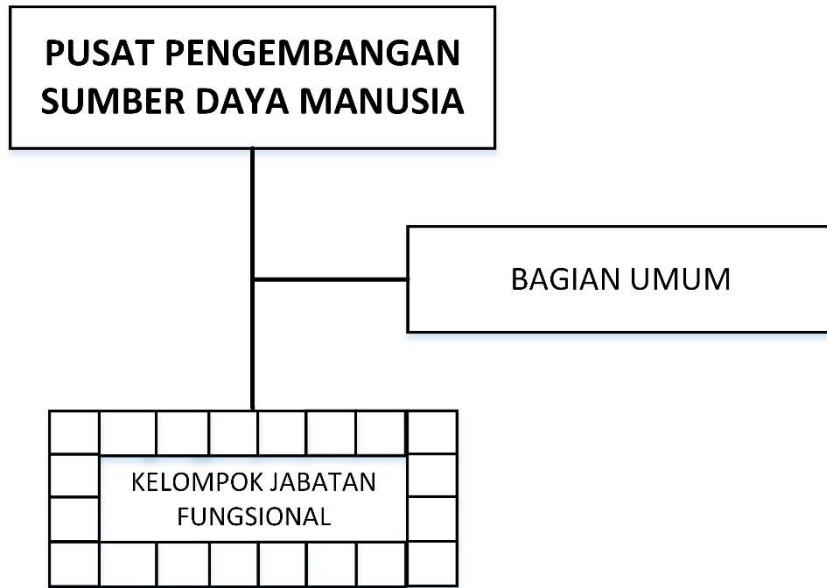 PUSAT PENGEMBANGAN
SUMBER DAYA MANUSIA
BAGIAN UMUM
KELOMPOK JABATAN
FUNGSIONAL